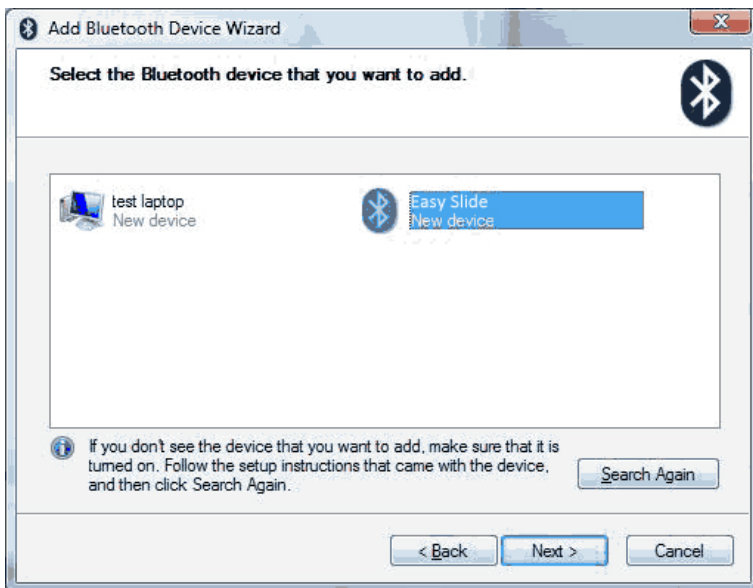 Add Bluetooth Device Wizard
Select the Bluetooth device that you want to add.
test laptop
New device
Easy Slide
New device
If you don't see the device that you want to add, make sure that it is
turned on. Follow the setup instructions that came with the device,
and then click Search Again.
Search Again
< Back
Next >
Cancel